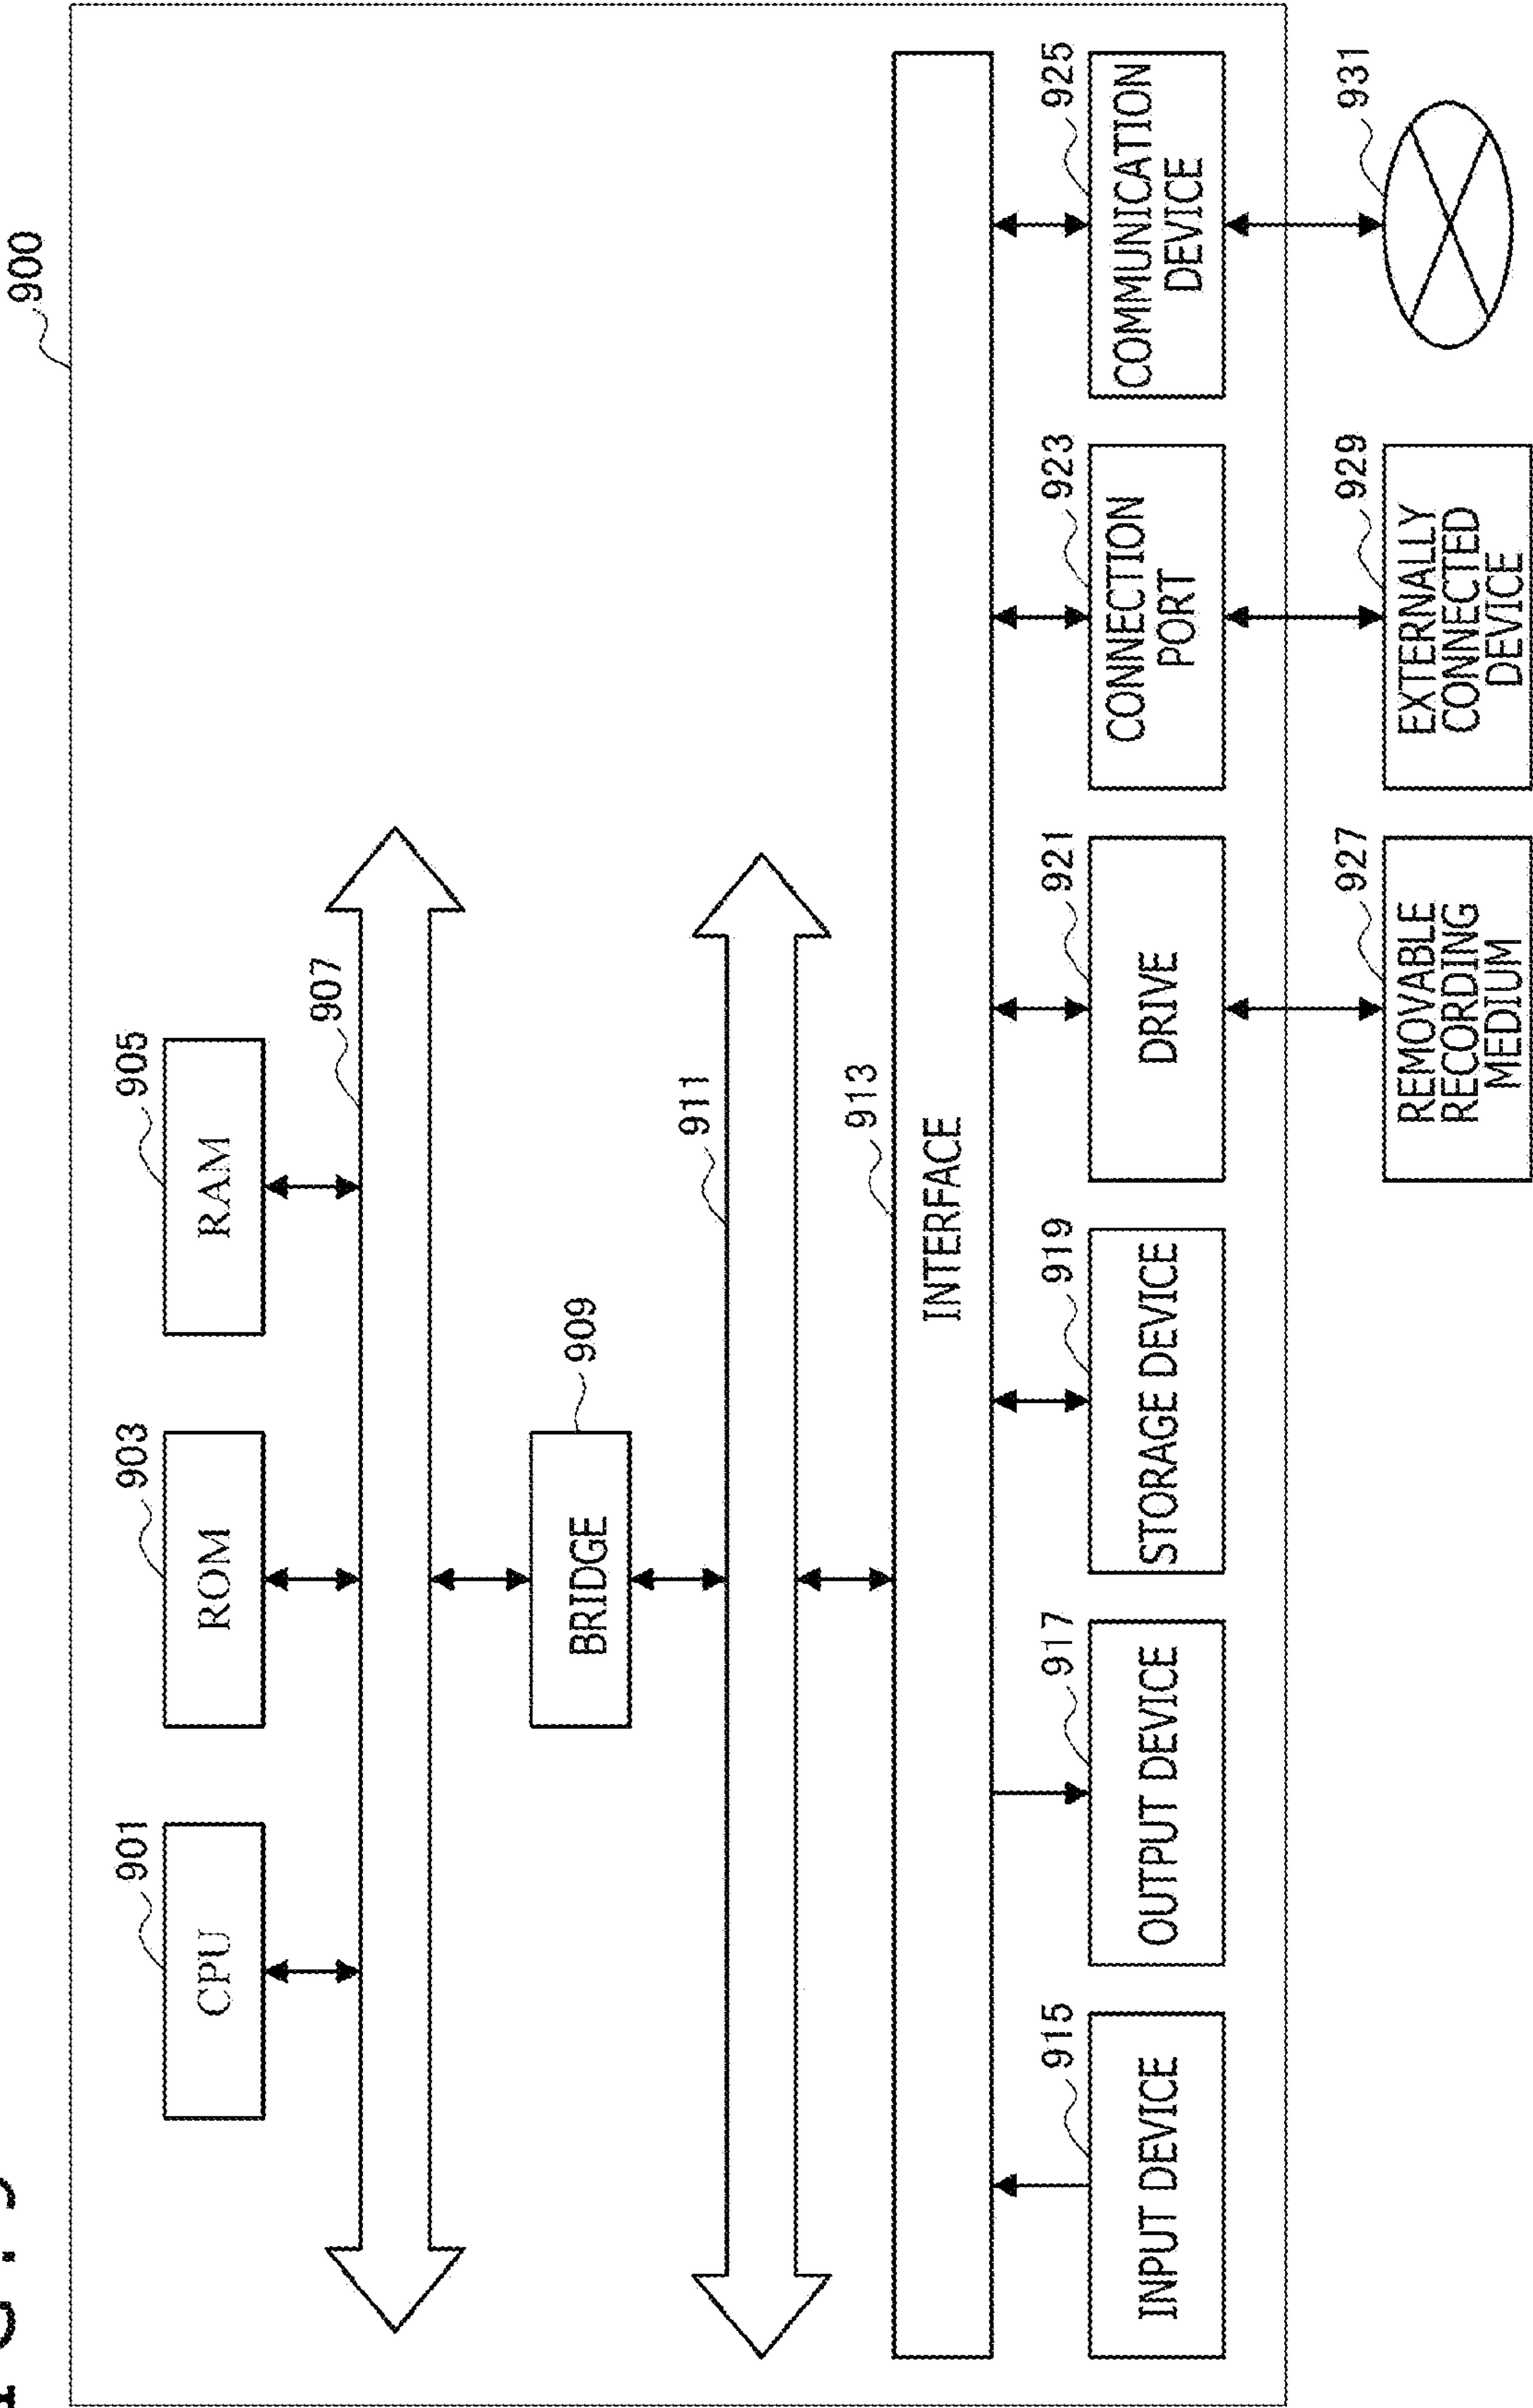 900
901
CPU
903
ROM
905
RAM
907
909
BRIDGE
911
913
INTERFACE
915
INPUT DEVICE
917
OUTPUT DEVICE
919
STORAGE DEVICE
921
DRIVE
923
CONNECTION
PORT
925
COMMUNICATION
DEVICE
927
REMOVABLE
RECORDING
MEDIUM
929
EXTERNALLY
CONNECTED
DEVICE
931